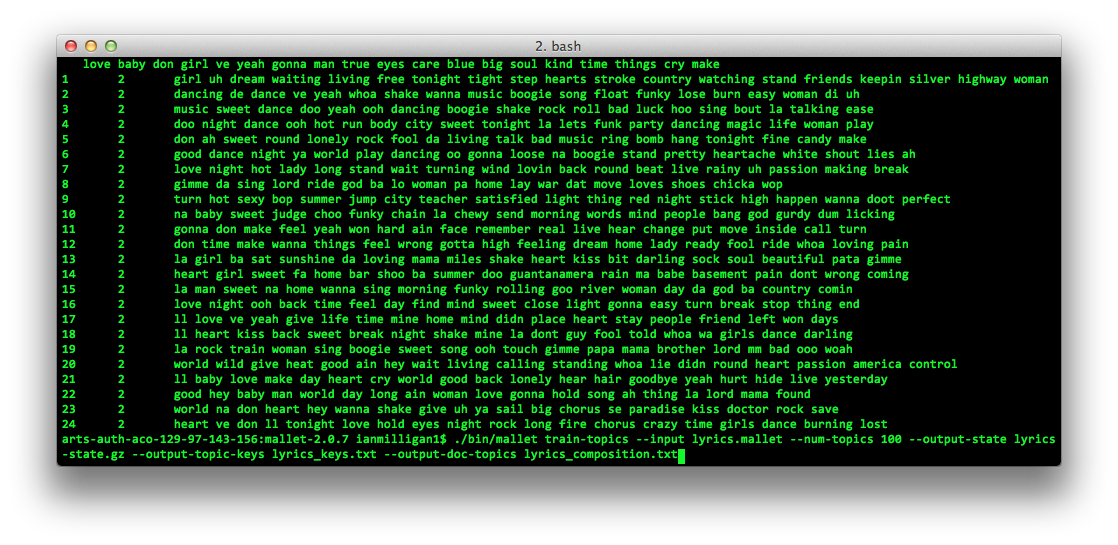 2. bash
love baby don girl ve yeah gonna man true eyes care blue big soul kind time things cry make
1 2 girl uh dream waiting living free tonight tight step hearts stroke country watching stand friends keepin silver highway woman
2 2 dancing de dance ve yeah whoa shake wanna music boogie song float funky lose burn easy woman di uh
3 2 music sweet dance doo yeah ooh dancing boogie shake rock roll bad luck hoo sing bout la talking ease
4 2 doo night dance ooh hot run body city sweet tonight la lets funk party dancing magic life woman play
5 2 don ah sweet round lonely rock fool da living talk bad music ring bomb hang tonight fine candy make
6 2 good dance night ya world play dancing oo gonna loose na boogie stand pretty heartache white shout lies ah
7 2 love night hot lady long stand wait turning wind lovin back round beat live rainy uh passion making break
8 2 gimme da sing lord ride god ba lo woman pa home lay war dat move loves shoes chicka wop
9 2 turn hot sexy bop summer jump city teacher satisfied light thing red night stick high happen wanna doot perfect
10 2 na baby sweet judge choo funky chain la chewy send morning words mind people bang god gurdy dum licking
11 2 gonna don make feel yeah won hard ain face remember real live hear change put move inside call turn
12 2 don time make wanna things feel wrong gotta high feeling dream home lady ready fool ride whoa loving pain
13 2 la girl ba sat sunshine da loving mama miles shake heart kiss bit darling sock soul beautiful pata gimme
14 2 heart girl sweet fa home bar shoo ba summer doo guantanamera rain ma babe basement pain dont wrong coming
15 2 la man sweet na home wanna sing morning funky rolling goo river woman day da god ba country comin
16 2 love night ooh back time feel day find mind sweet close light gonna easy turn break stop thing end
17 2 ll love ve yeah give life time mine home mind didn place heart stay people friend left won days
18 2 ll heart kiss back sweet break night shake mine la dont guy fool told whoa wa girls dance darling
19 2 la rock train woman sing boogie sweet song ooh touch gimme papa mama brother lord mm bad ooo woah
20 2 world wild give heat good ain hey wait living calling standing whoa lie didn round heart passion america control
21 2 ll baby love make day heart cry world good back lonely hear hair goodbye yeah hurt hide live yesterday
22 2 good hey baby man world day long ain woman love gonna hold song ah thing la lord mama found
23 2 world na don heart hey wanna shake give uh ya sail big chorus se paradise kiss doctor rock save
24 2 heart ve don ll tonight love hold eyes night rock long fire chorus crazy time girls dance burning lost
arts-auth-aco-129-97-143-156:mallet-2.0.7 ianmilligan1$ ./bin/mallet train-topics --input lyrics.mallet --num-topics 100 --output-state lyrics
-state.gz --output-topic-keys lyrics_keys.txt --output-doc-topics lyrics_composition.txt